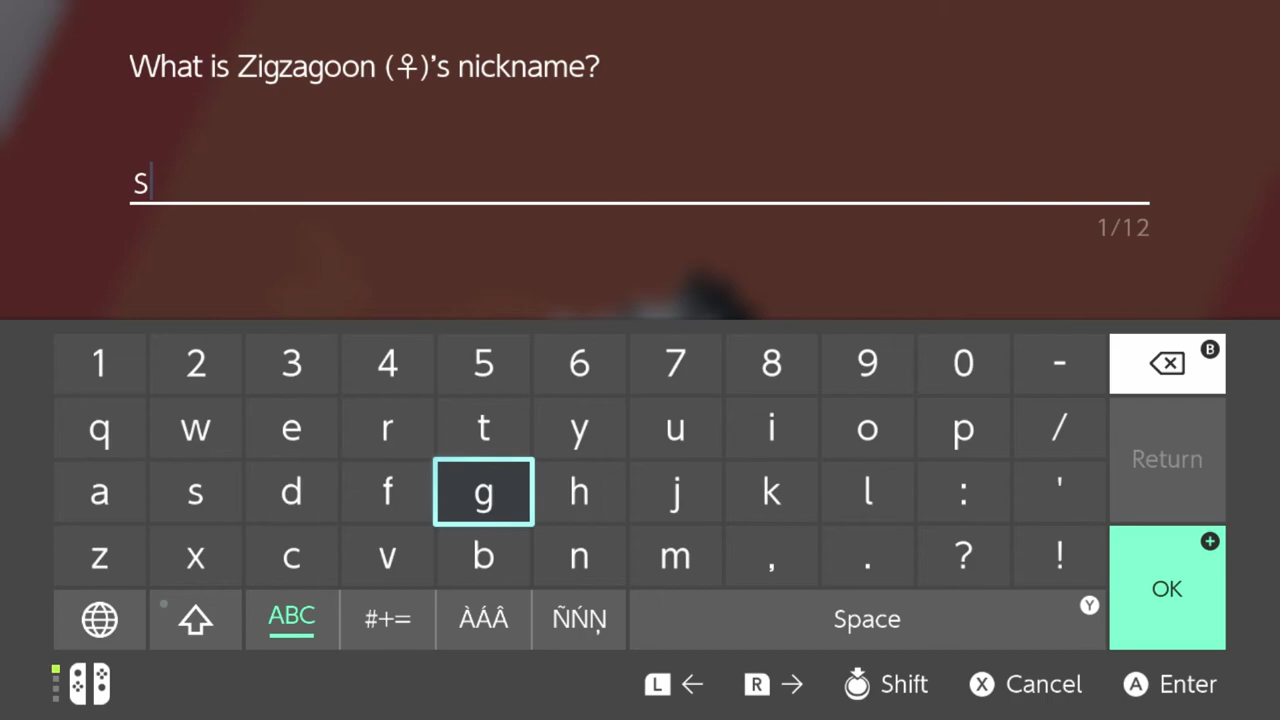 What is Zigzagoon (♀)'s nickname?
S
1/12
1 2 3 4 5 6 7 8 9 0 - B
q w e r t y u i o p /
Return
a s d f g h j k l : '
z x c v b n m , . ? ! +
OK
ABC #+= ÀÁÂ ÑŃŅ Space Y
L ← R → Shift X Cancel A Enter